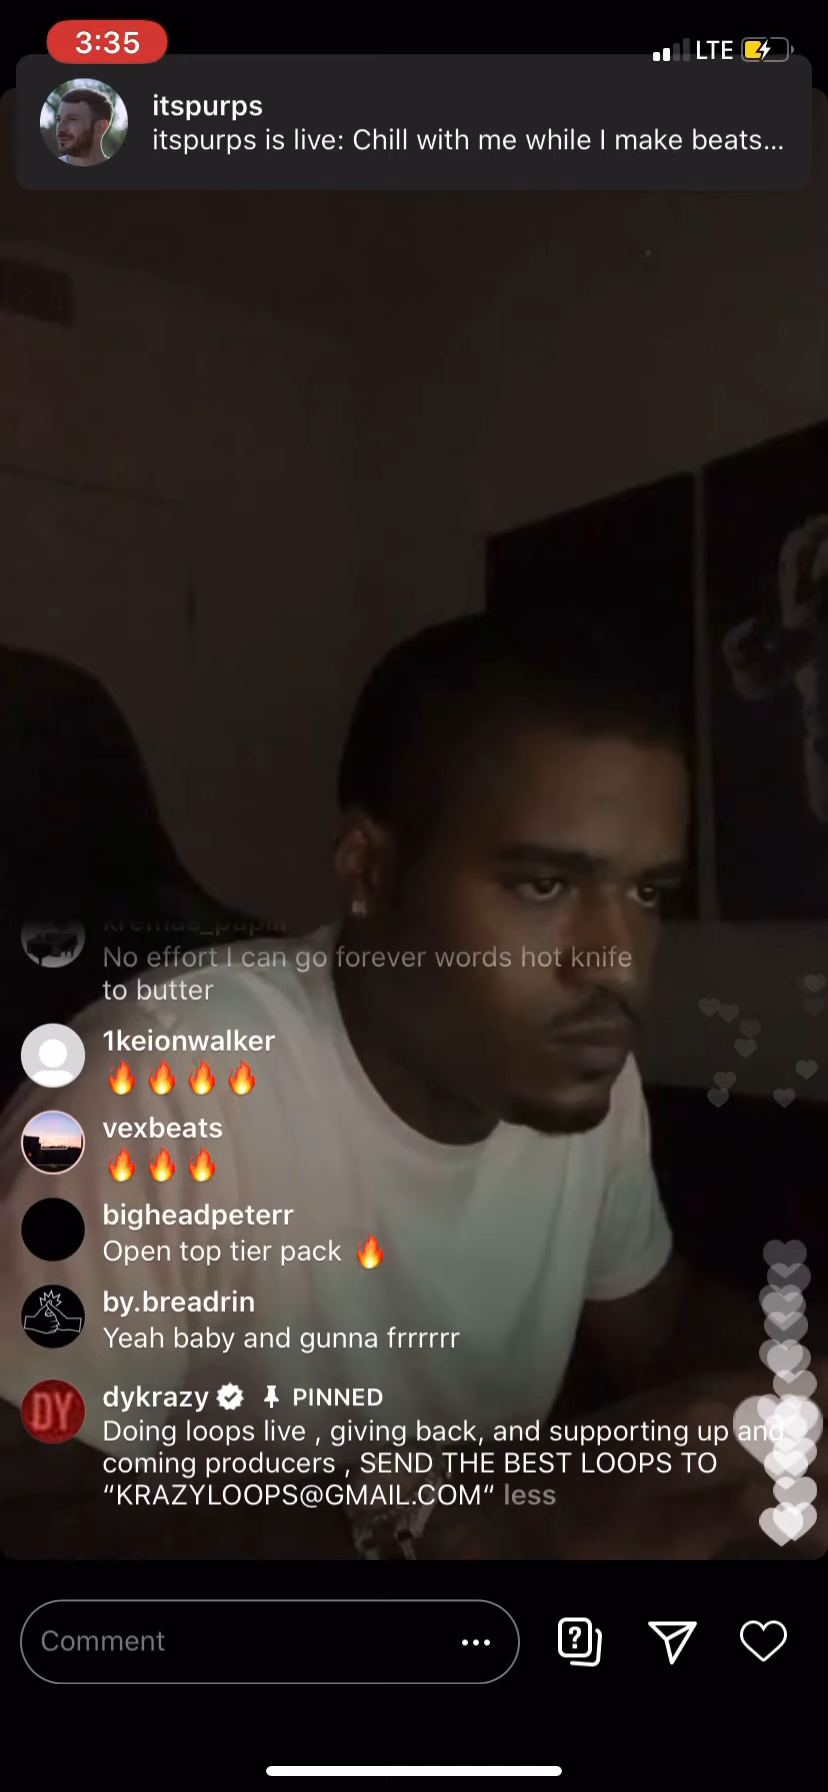 3:35
LTE
itspurps
itspurps is live: Chill with me while I make beats...
No effort I can go forever words hot knife
to butter
1keionwalker
🔥 🔥 🔥 🔥
vexbeats
🔥 🔥 🔥
bigheadpeterr
Open top tier pack 🔥
by.breadrin
Yeah baby and gunna frrrrrr
DY
dykrazy PINNED
Doing loops live , giving back, and supporting up and
coming producers , SEND THE BEST LOOPS TO
“KRAZYLOOPS@GMAIL.COM“ less
Comment